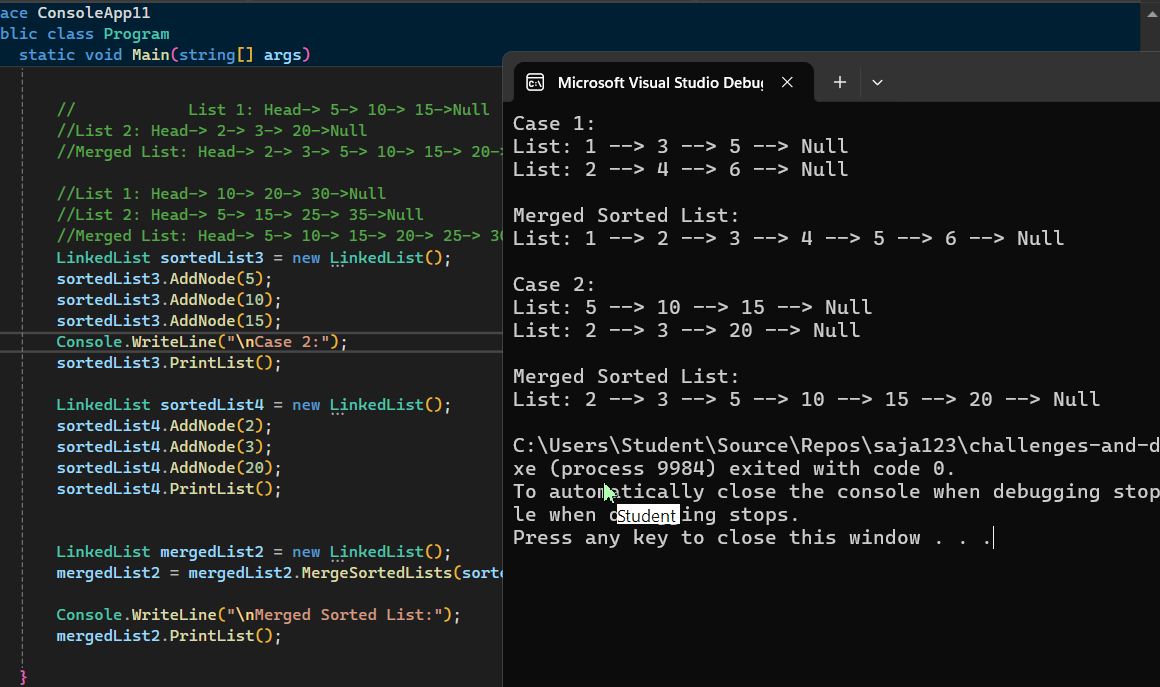 ace ConsoleApp11
blic class Program
static void Main(string[] args)
//            List 1: Head-> 5-> 10-> 15->Null
//List 2: Head-> 2-> 3-> 20->Null
//Merged List: Head-> 2-> 3-> 5-> 10-> 15-> 20-
//List 1: Head-> 10-> 20-> 30->Null
//List 2: Head-> 5-> 15-> 25-> 35->Null
//Merged List: Head-> 5-> 10-> 15-> 20-> 25-> 30
LinkedList sortedList3 = new LinkedList();
sortedList3.AddNode(5);
sortedList3.AddNode(10);
sortedList3.AddNode(15);
Console.WriteLine("\nCase 2:");
sortedList3.PrintList();
LinkedList sortedList4 = new LinkedList();
sortedList4.AddNode(2);
sortedList4.AddNode(3);
sortedList4.AddNode(20);
sortedList4.PrintList();
LinkedList mergedList2 = new LinkedList();
mergedList2 = mergedList2.MergeSortedLists(sorte
Console.WriteLine("\nMerged Sorted List:");
mergedList2.PrintList();
}
Microsoft Visual Studio Debug
Case 1:
List: 1 --> 3 --> 5 --> Null
List: 2 --> 4 --> 6 --> Null
Merged Sorted List:
List: 1 --> 2 --> 3 --> 4 --> 5 --> 6 --> Null
Case 2:
List: 5 --> 10 --> 15 --> Null
List: 2 --> 3 --> 20 --> Null
Merged Sorted List:
List: 2 --> 3 --> 5 --> 10 --> 15 --> 20 --> Null
C:\Users\Student\Source\Repos\saja123\challenges-and-d
xe (process 9984) exited with code 0.
To automatically close the console when debugging stop
le when d Student ing stops.
Press any key to close this window . . .